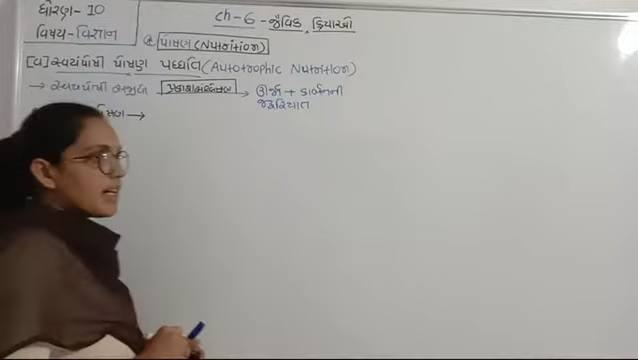 ધોરણ- 10
વિષય- વિજ્ઞાન
ch-6 - જૈવિક ક્રિયાઓ
પોષણ (Nutrition)
[વ] સ્વયંપોષી પોષણ પધ્ધતિ (Autotrophic Nutrition)
→ સ્વયંપોષી સજીવો પ્રકાશસંશ્લેષણ → ઊર્જા + કાર્બનની
જરૂરિયાત